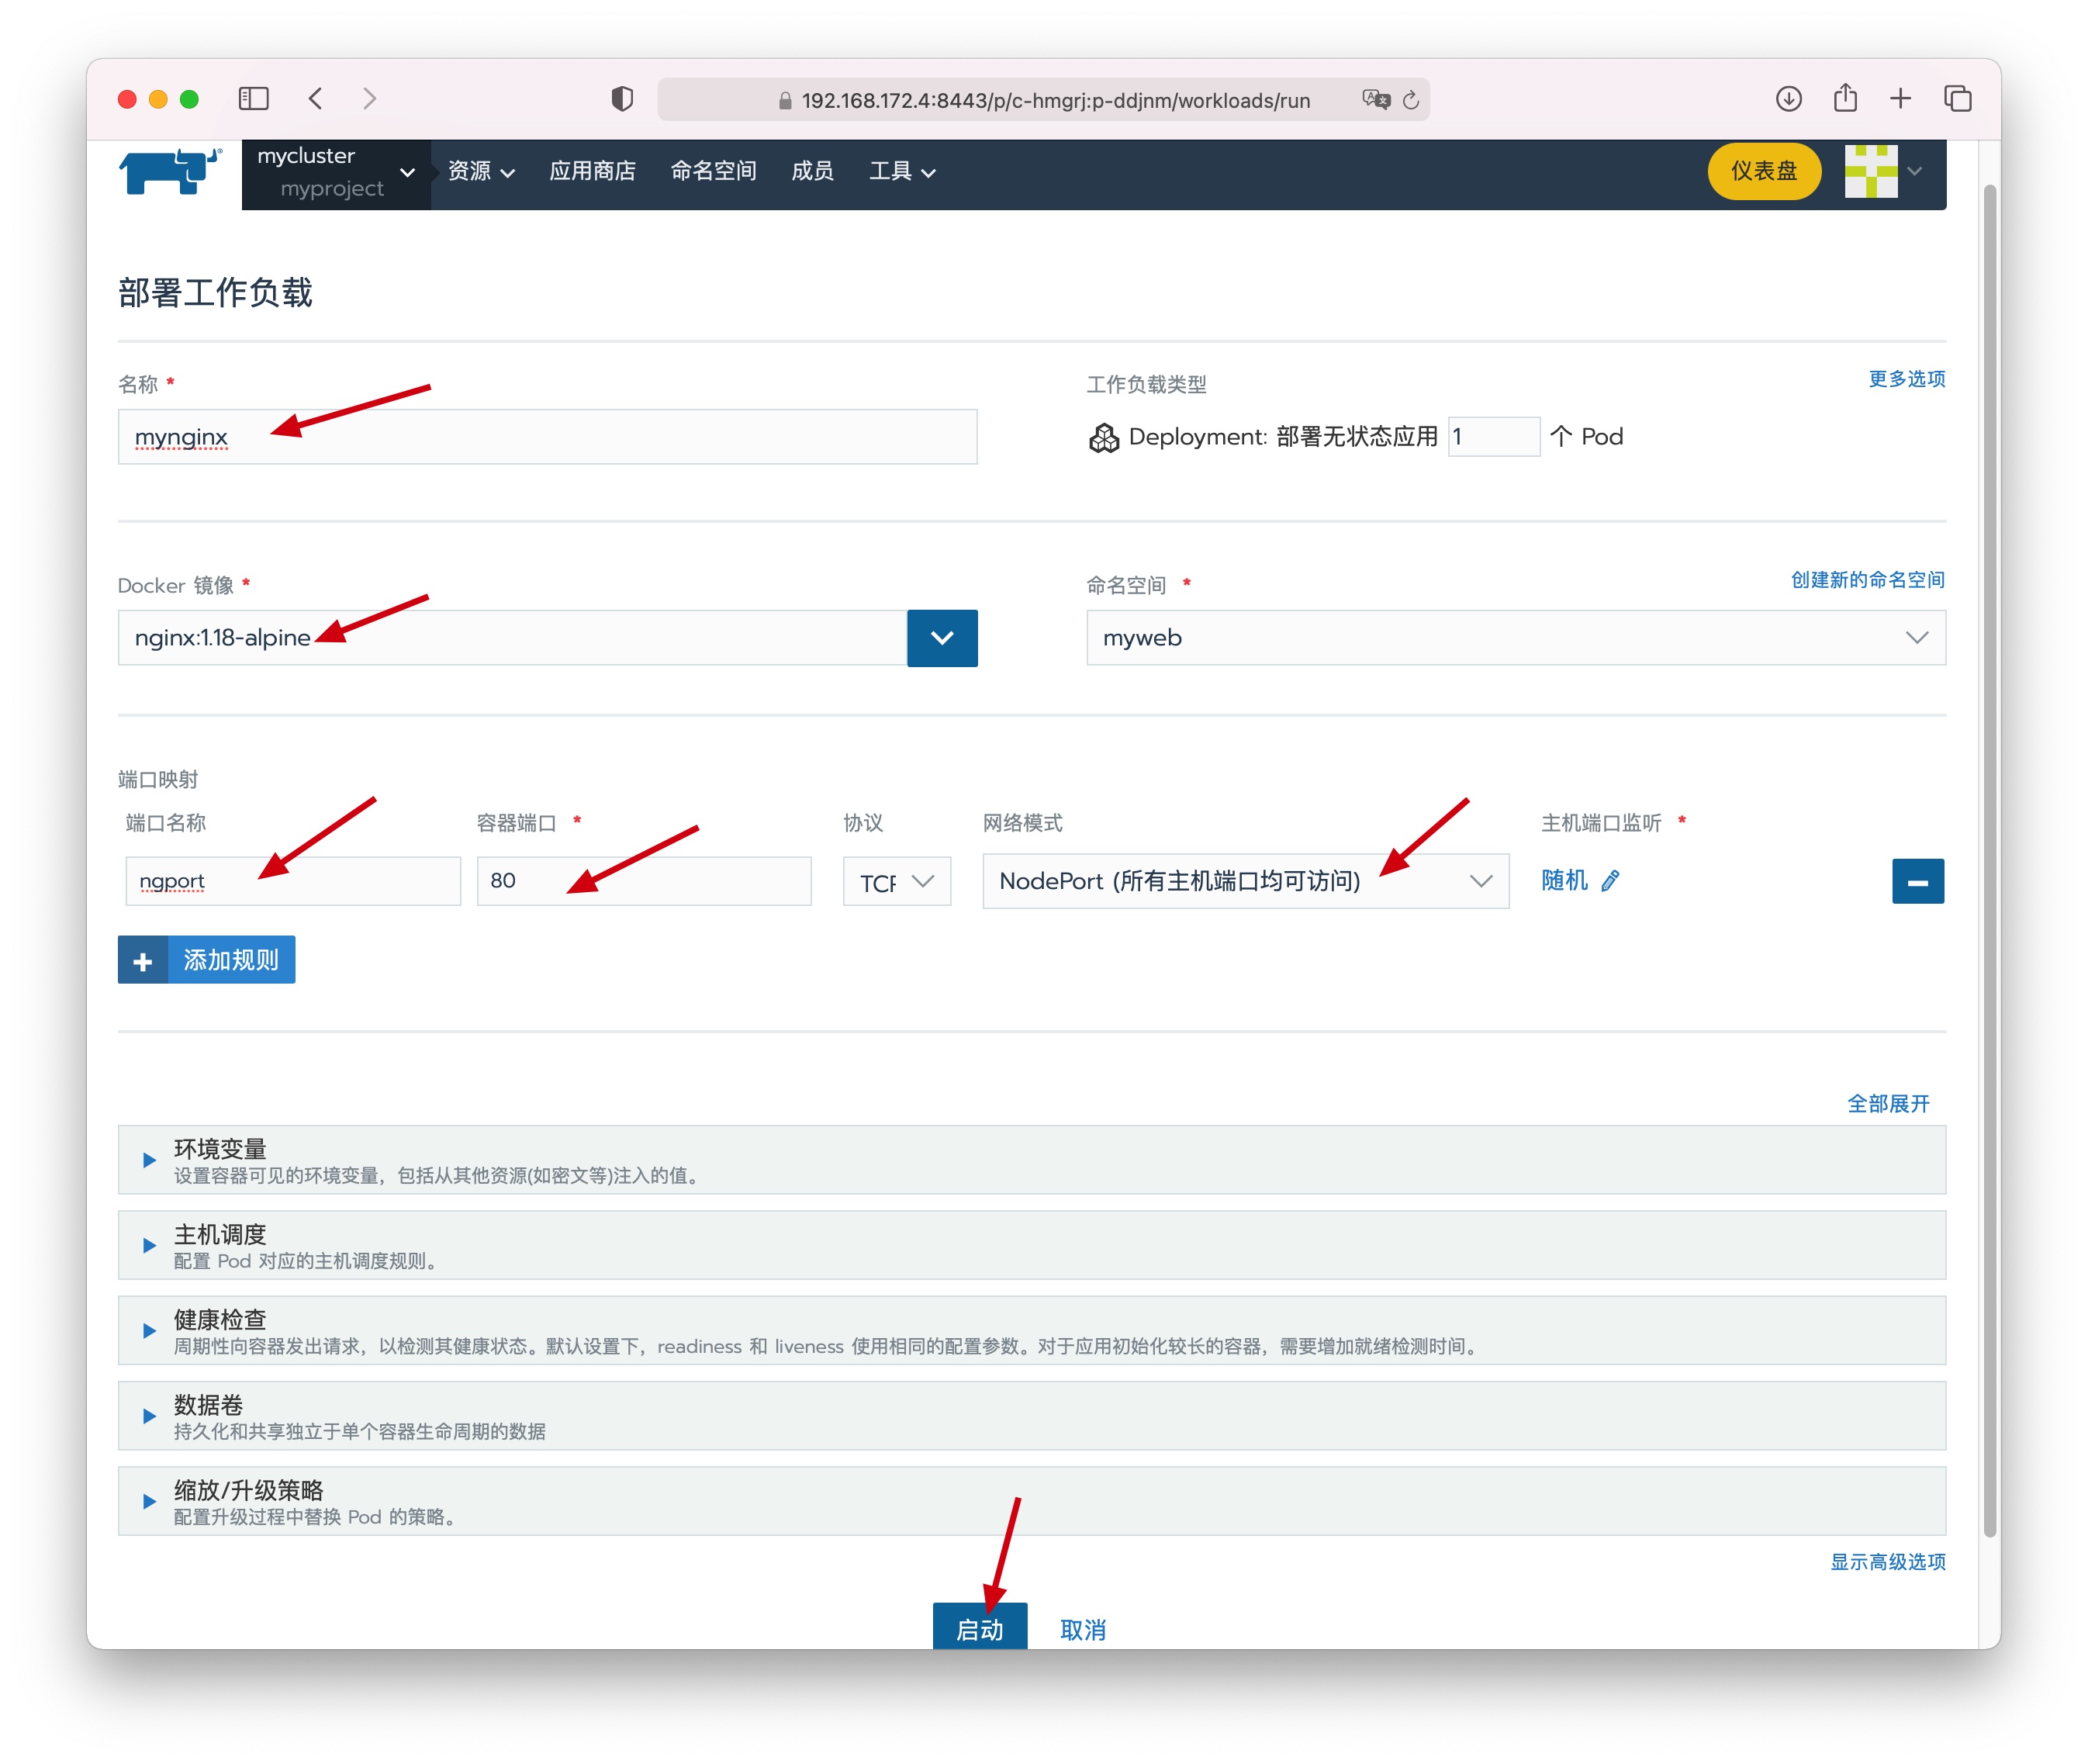 192.168.172.4:8443/p/c-hmgrj:p-ddjnm/workloads/run
mycluster
myproject
资源
应用商店
命名空间
成员
工具
仪表盘
部署工作负载
名称 *
工作负载类型
更多选项
mynginx
Deployment: 部署无状态应用 1 个 Pod
Docker 镜像 *
命名空间 *
创建新的命名空间
nginx:1.18-alpine
myweb
端口映射
端口名称
容器端口 *
协议
网络模式
主机端口监听 *
ngport
80
TCP
NodePort (所有主机端口均可访问)
随机
添加规则
全部展开
环境变量
设置容器可见的环境变量，包括从其他资源(如密文等)注入的值。
主机调度
配置 Pod 对应的主机调度规则。
健康检查
周期性向容器发出请求，以检测其健康状态。默认设置下，readiness 和 liveness 使用相同的配置参数。对于应用初始化较长的容器，需要增加就绪检测时间。
数据卷
持久化和共享独立于单个容器生命周期的数据
缩放/升级策略
配置升级过程中替换 Pod 的策略。
显示高级选项
启动
取消